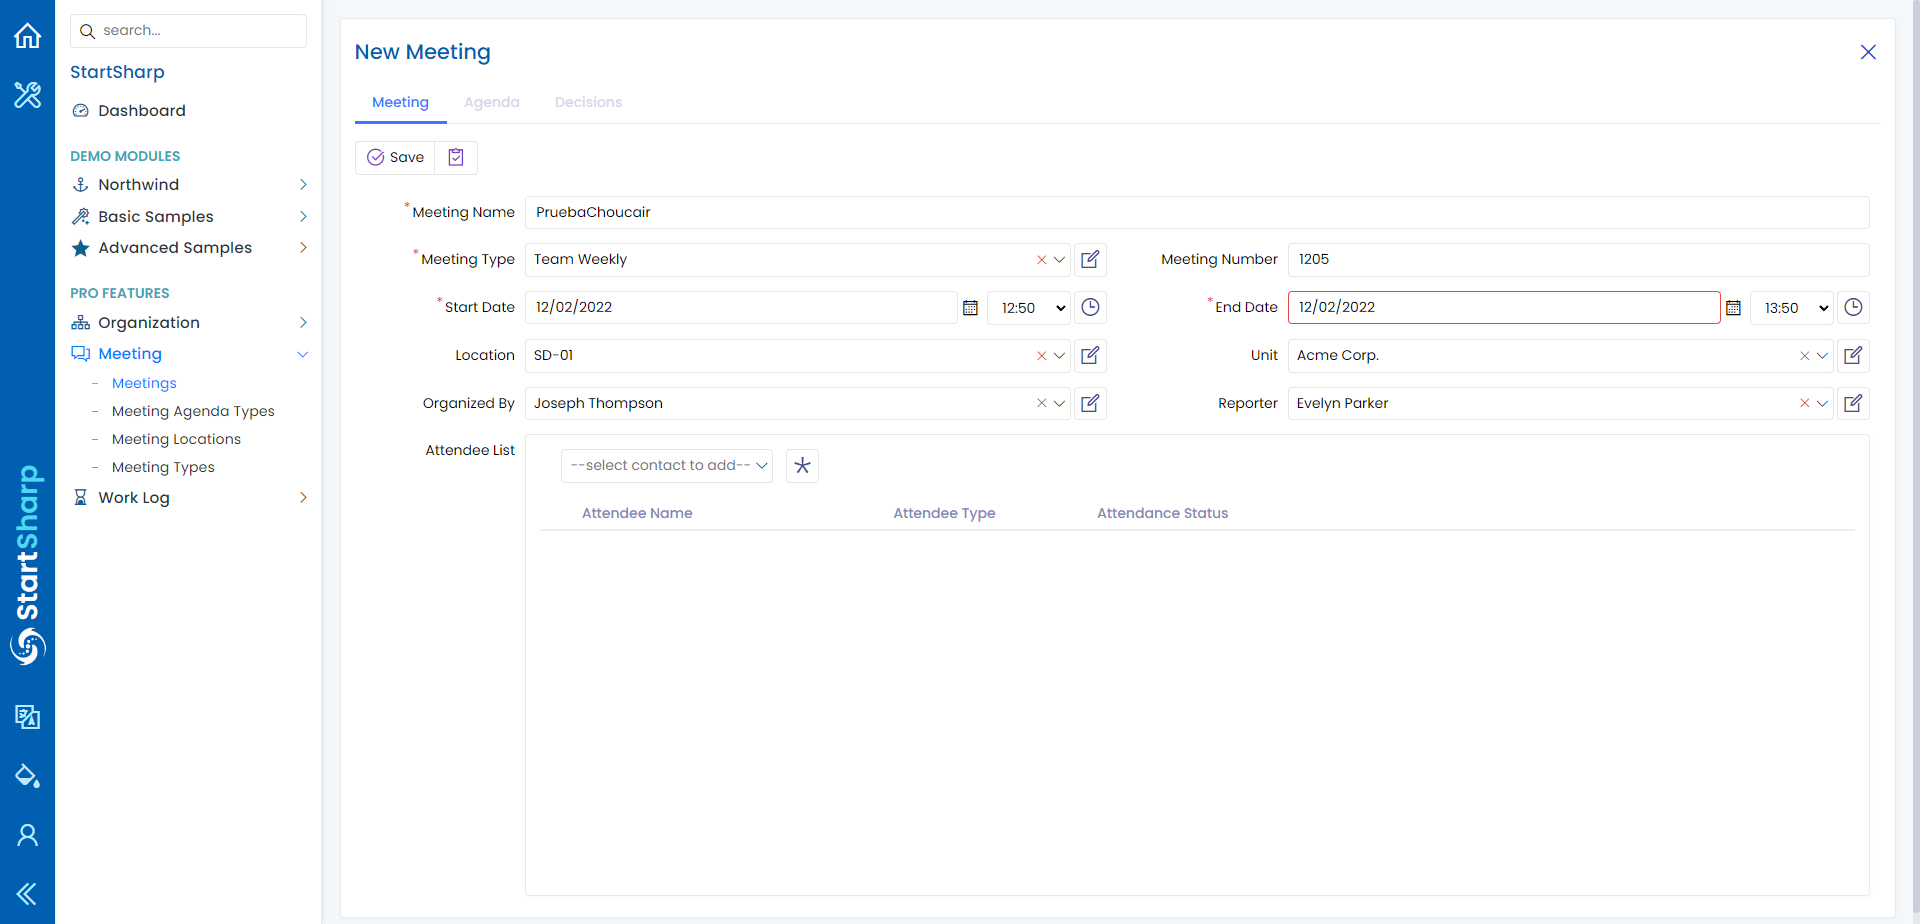 search...
StartSharp
Dashboard
DEMO MODULES
Northwind
Basic Samples
Advanced Samples
PRO FEATURES
Organization
Meeting
- Meetings
- Meeting Agenda Types
- Meeting Locations
- Meeting Types
Work Log
StartSharp
New Meeting
Meeting Agenda Decisions
Save
*Meeting Name PruebaChoucair
*Meeting Type Team Weekly Meeting Number 1205
*Start Date 12/02/2022 12:50 *End Date 12/02/2022 13:50
Location SD-01 Unit Acme Corp.
Organized By Joseph Thompson Reporter Evelyn Parker
Attendee List
--select contact to add--
Attendee Name Attendee Type Attendance Status